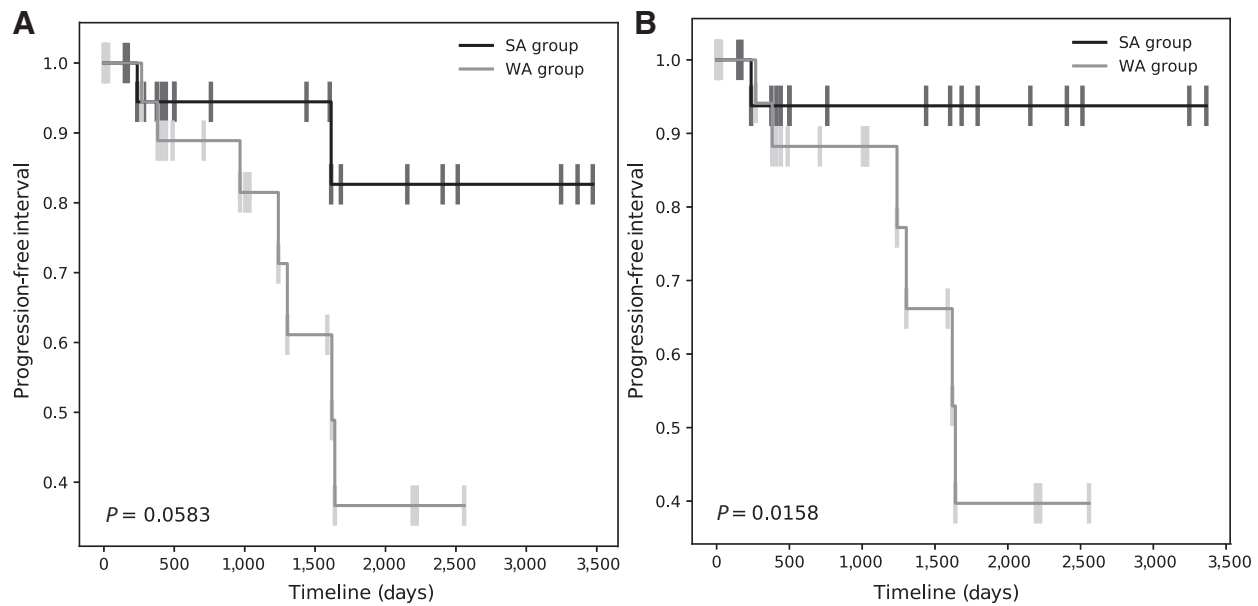 A
SA group
WA group
1.0
0.9
0.8
0.7
0.6
0.5
0.4
Progression-free interval
P = 0.0583
0
500
1,000
1,500
2,000
2,500
3,000
3,500
Timeline (days)
B
SA group
WA group
1.0
0.9
0.8
0.7
0.6
0.5
0.4
Progression-free interval
P = 0.0158
0
500
1,000
1,500
2,000
2,500
3,000
3,500
Timeline (days)